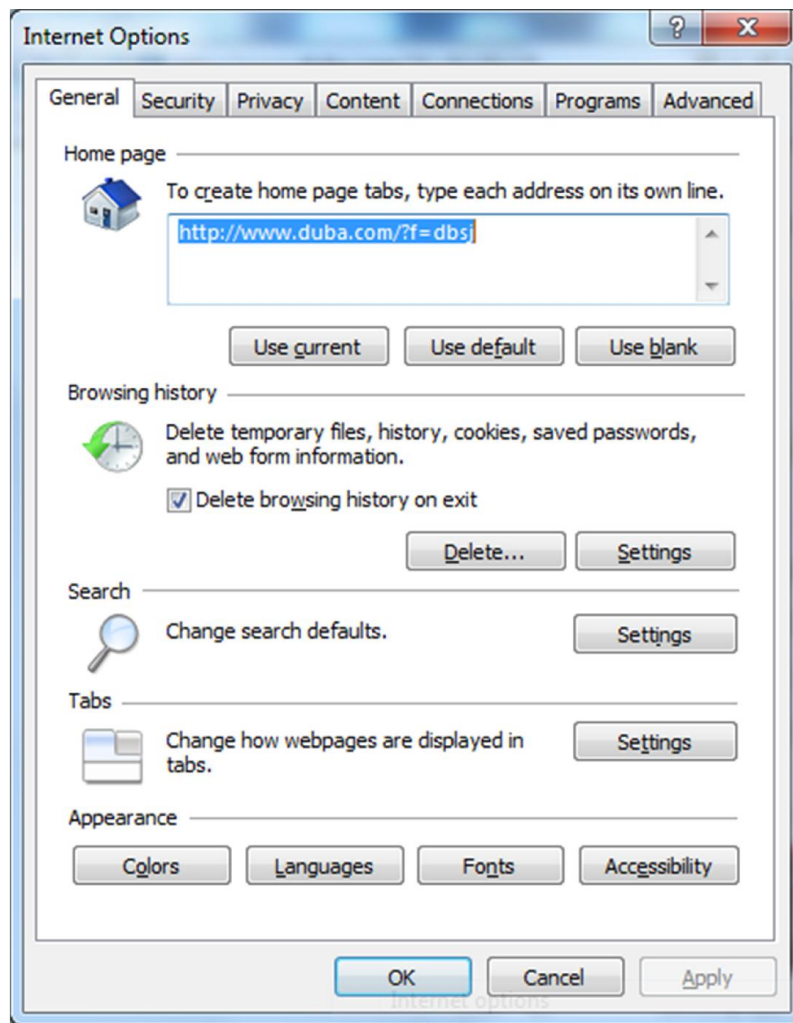 Internet Options
General Security Privacy Content Connections Programs Advanced
Home page
To create home page tabs, type each address on its own line.
http://www.duba.com/?f=dbsj
Use current Use default Use blank
Browsing history
Delete temporary files, history, cookies, saved passwords,
and web form information.
Delete browsing history on exit
Delete... Settings
Search
Change search defaults.
Settings
Tabs
Change how webpages are displayed in
tabs.
Settings
Appearance
Colors Languages Fonts Accessibility
OK Cancel Apply
Internet options